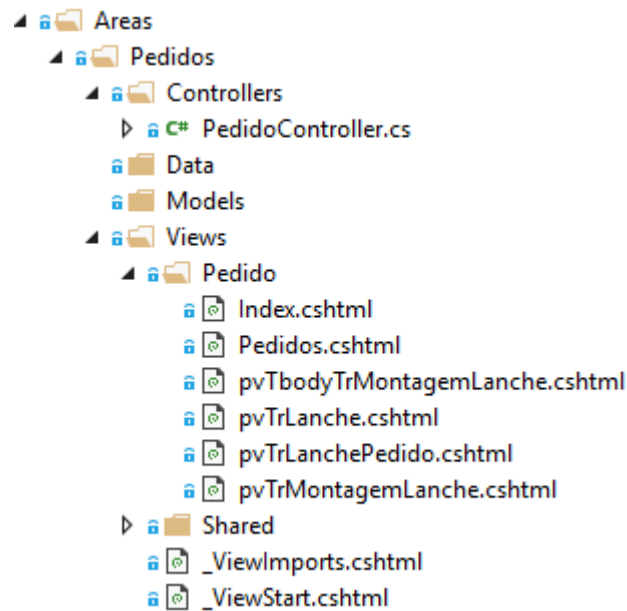 Areas
Pedidos
Controllers
C# PedidoController.cs
Data
Models
Views
Pedido
Index.cshtml
Pedidos.cshtml
pvTbodyTrMontagemLanche.cshtml
pvTrLanche.cshtml
pvTrLanchePedido.cshtml
pvTrMontagemLanche.cshtml
Shared
_ViewImports.cshtml
_ViewStart.cshtml